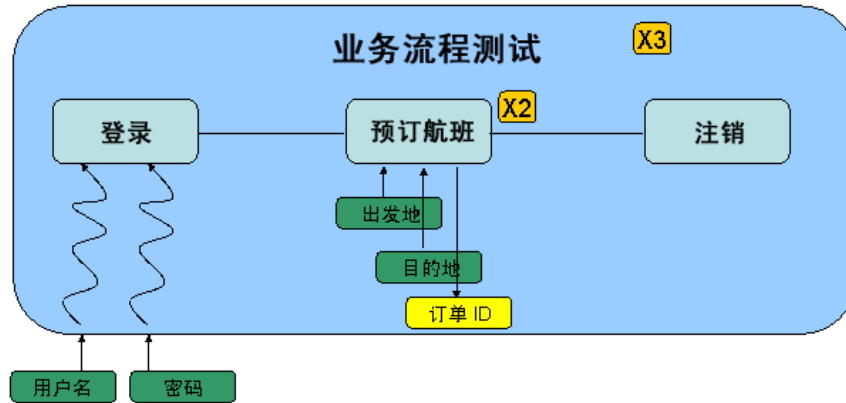 业务流程测试
X3
登录
预订航班
X2
注销
出发地
目的地
订单 ID
用户名
密码